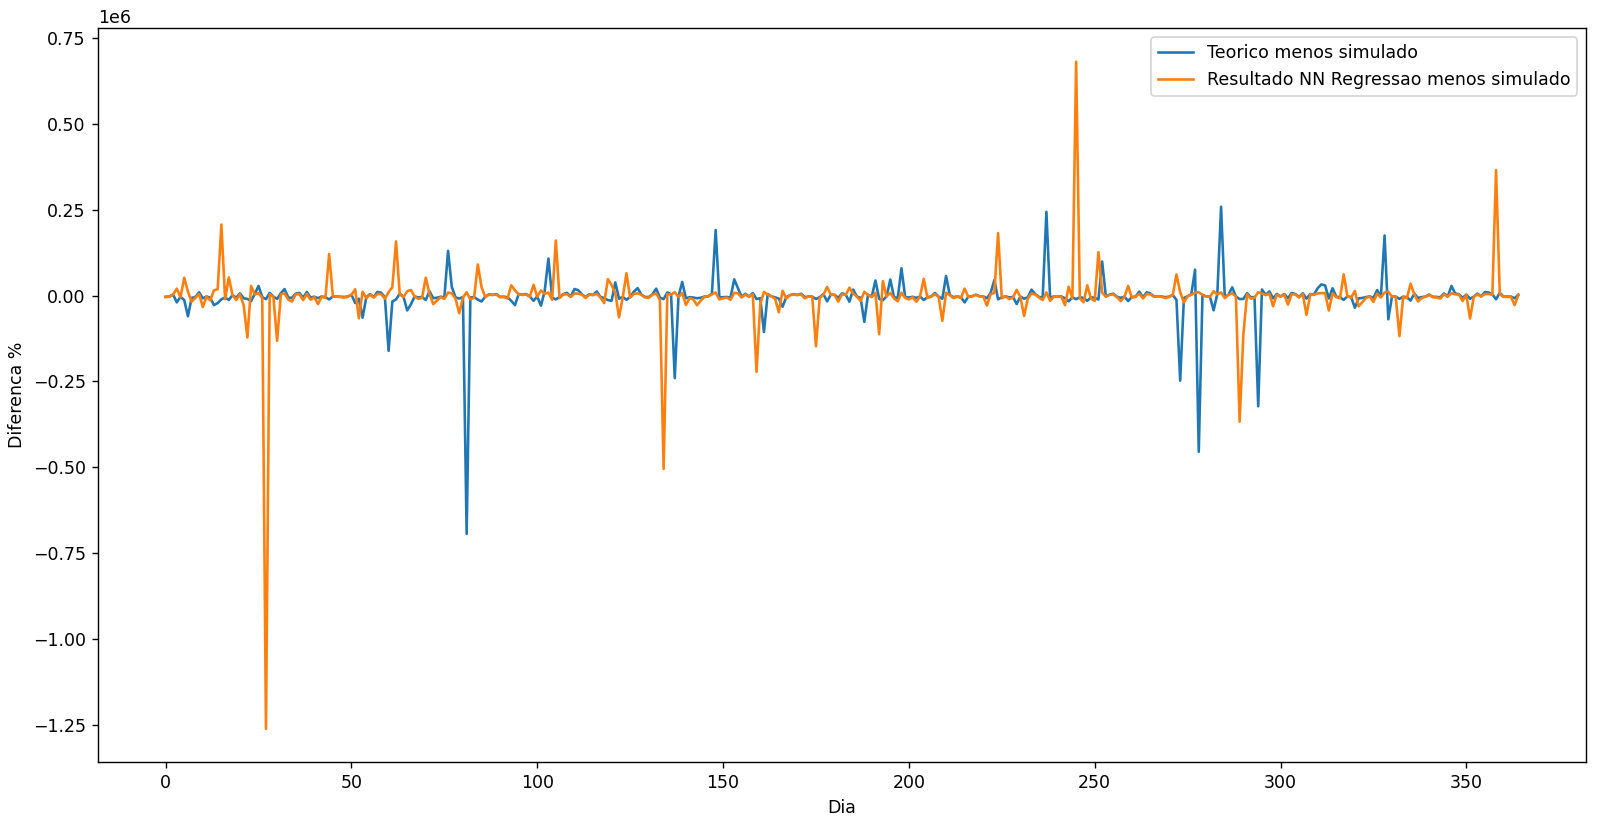 1e6
0.75
0.50
0.25
0.00
−0.25
−0.50
−0.75
−1.00
−1.25
Diferenca %
Teorico menos simulado
Resultado NN Regressao menos simulado
0 50 100 150 200 250 300 350
Dia